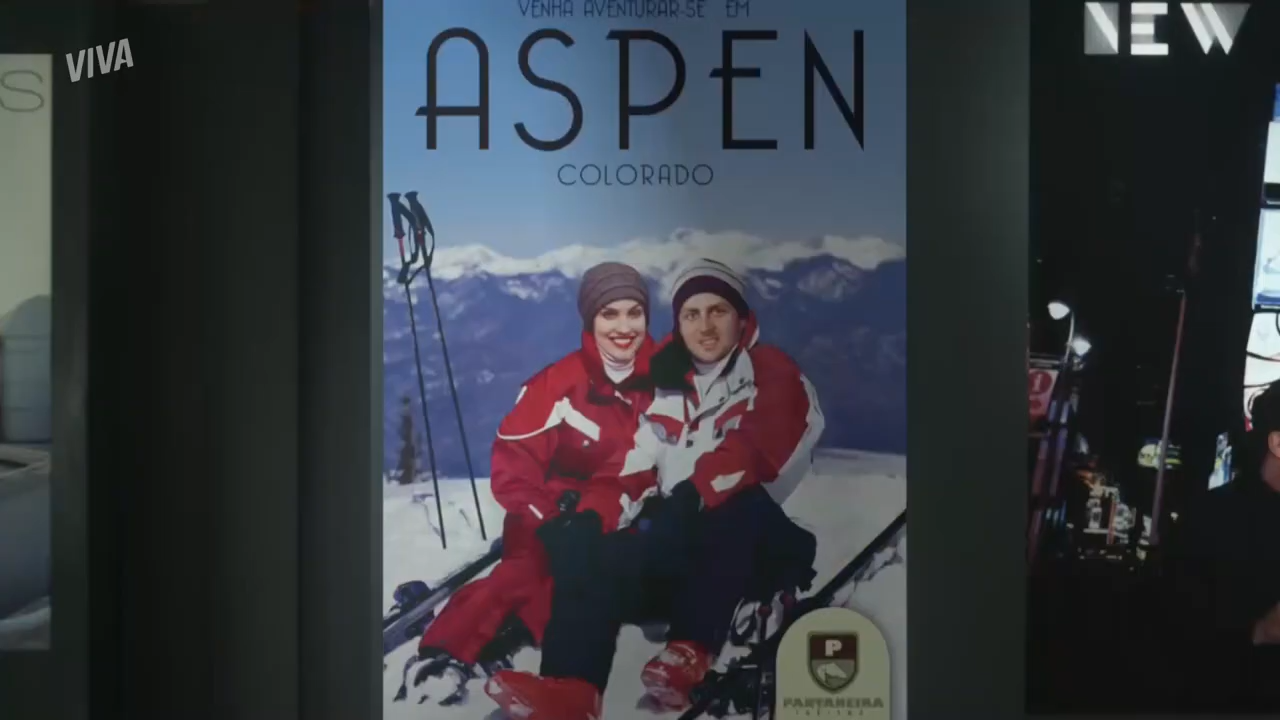 VIVA
S
VENHA AVENTURAR-SE EM
ASPEN
COLORADO
NEW
P